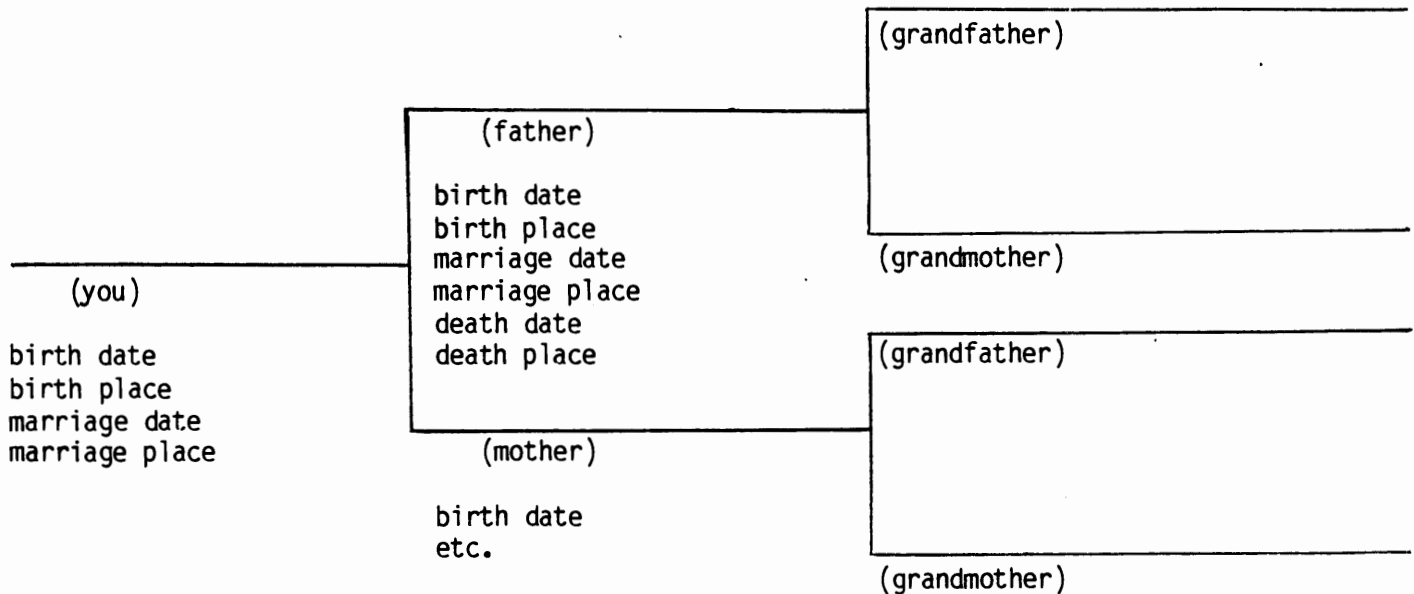 (grandfather)
(father)
birth date
birth place
marriage date
marriage place
death date
death place
(grandmother)
(you)
birth date
birth place
marriage date
marriage place
(grandfather)
(mother)
birth date
etc.
(grandmother)